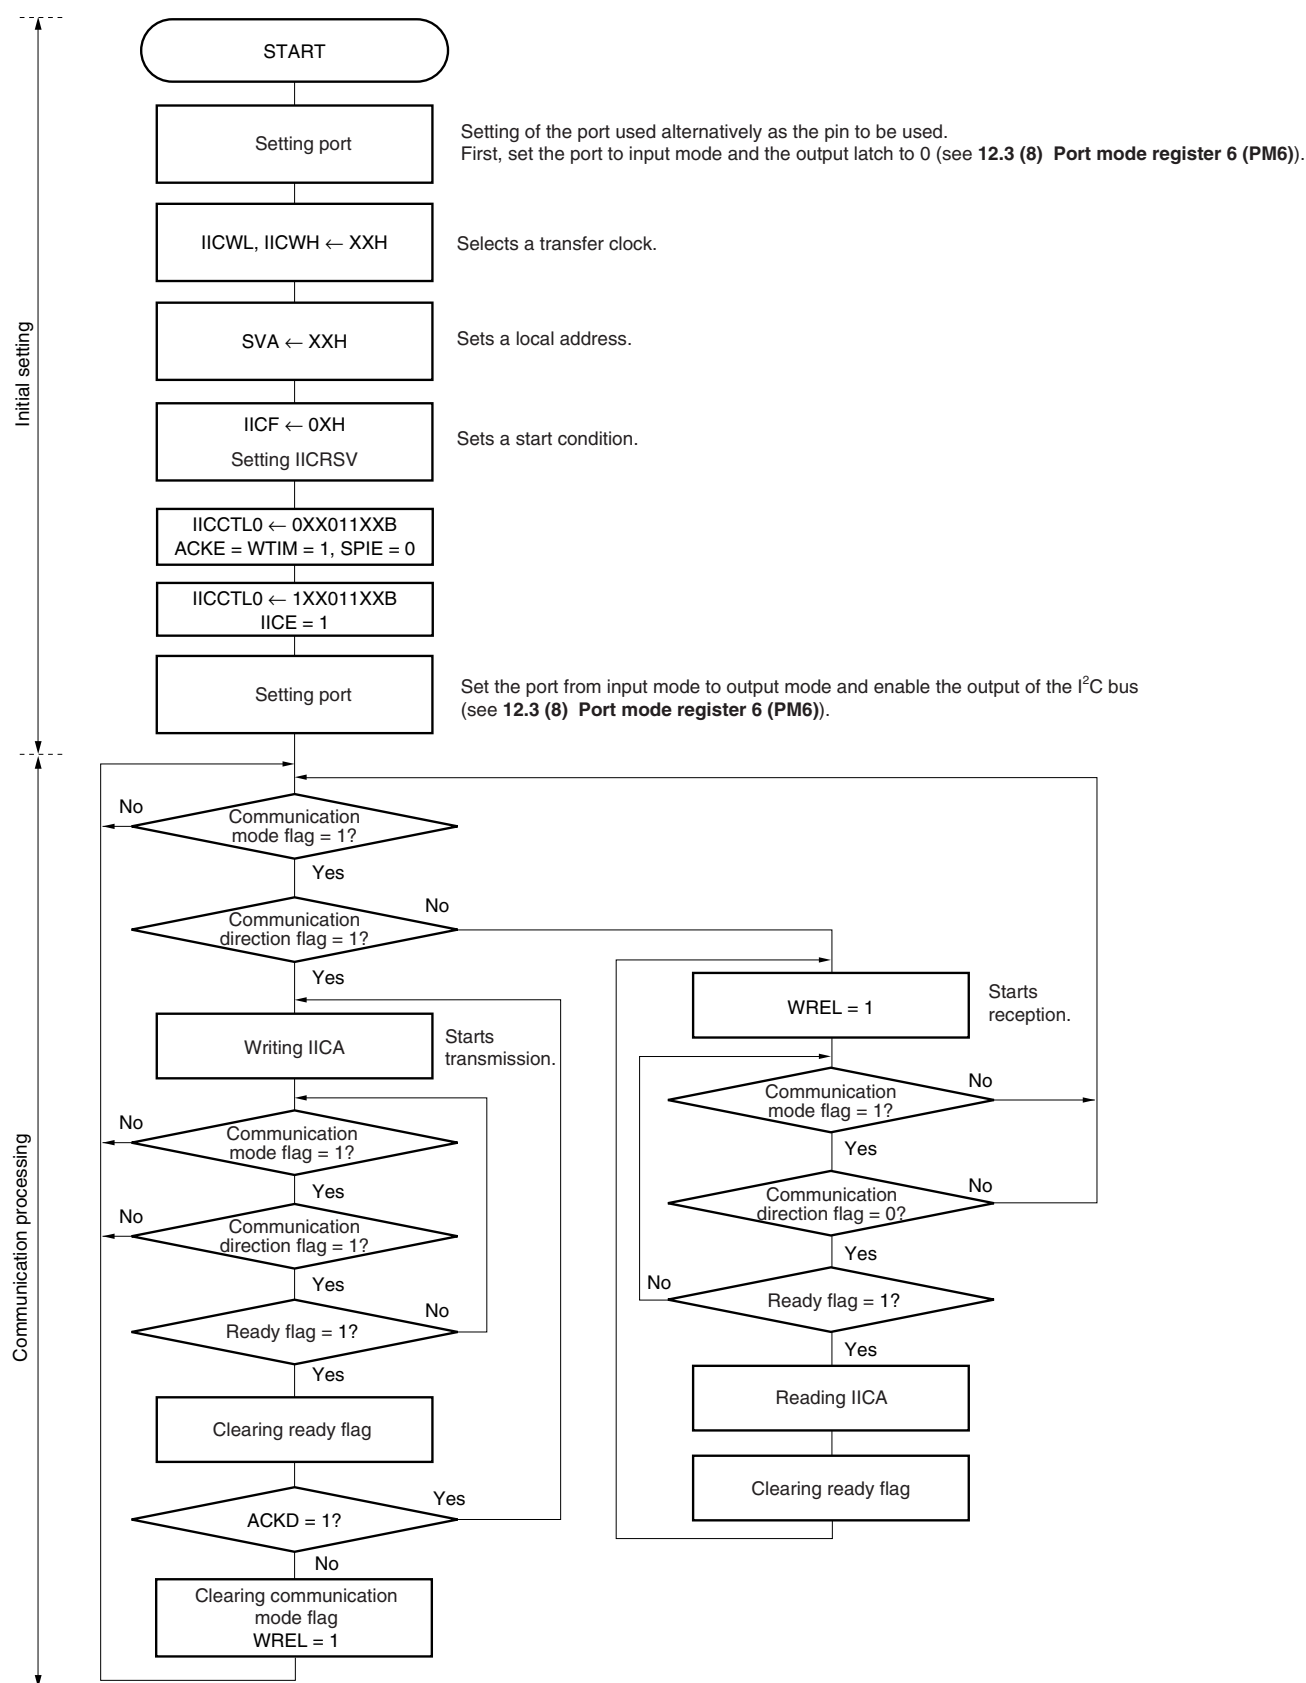 START
Setting port
Setting of the port used alternatively as the pin to be used.
First, set the port to input mode and the output latch to 0 (see 12.3 (8) Port mode register 6 (PM6)).
IICWL, IICWH ← XXH
Selects a transfer clock.
SVA ← XXH
Sets a local address.
IICF ← 0XH
Setting IICRSV
Sets a start condition.
IICCTL0 ← 0XX011XXB
ACKE = WTIM = 1, SPIE = 0
IICCTL0 ← 1XX011XXB
IICE = 1
Setting port
Set the port from input mode to output mode and enable the output of the I²C bus
(see 12.3 (8) Port mode register 6 (PM6)).
Initial setting
No
Communication
mode flag = 1?
Yes
Communication
direction flag = 1?
No
Yes
Writing IICA
Starts
transmission.
No
Communication
mode flag = 1?
Yes
No
Communication
direction flag = 1?
Yes
Ready flag = 1?
No
Yes
Clearing ready flag
ACKD = 1?
Yes
No
Clearing communication
mode flag
WREL = 1
WREL = 1
Starts
reception.
Communication
mode flag = 1?
No
Yes
Communication
direction flag = 0?
No
Yes
No
Ready flag = 1?
Yes
Reading IICA
Clearing ready flag
Communication processing